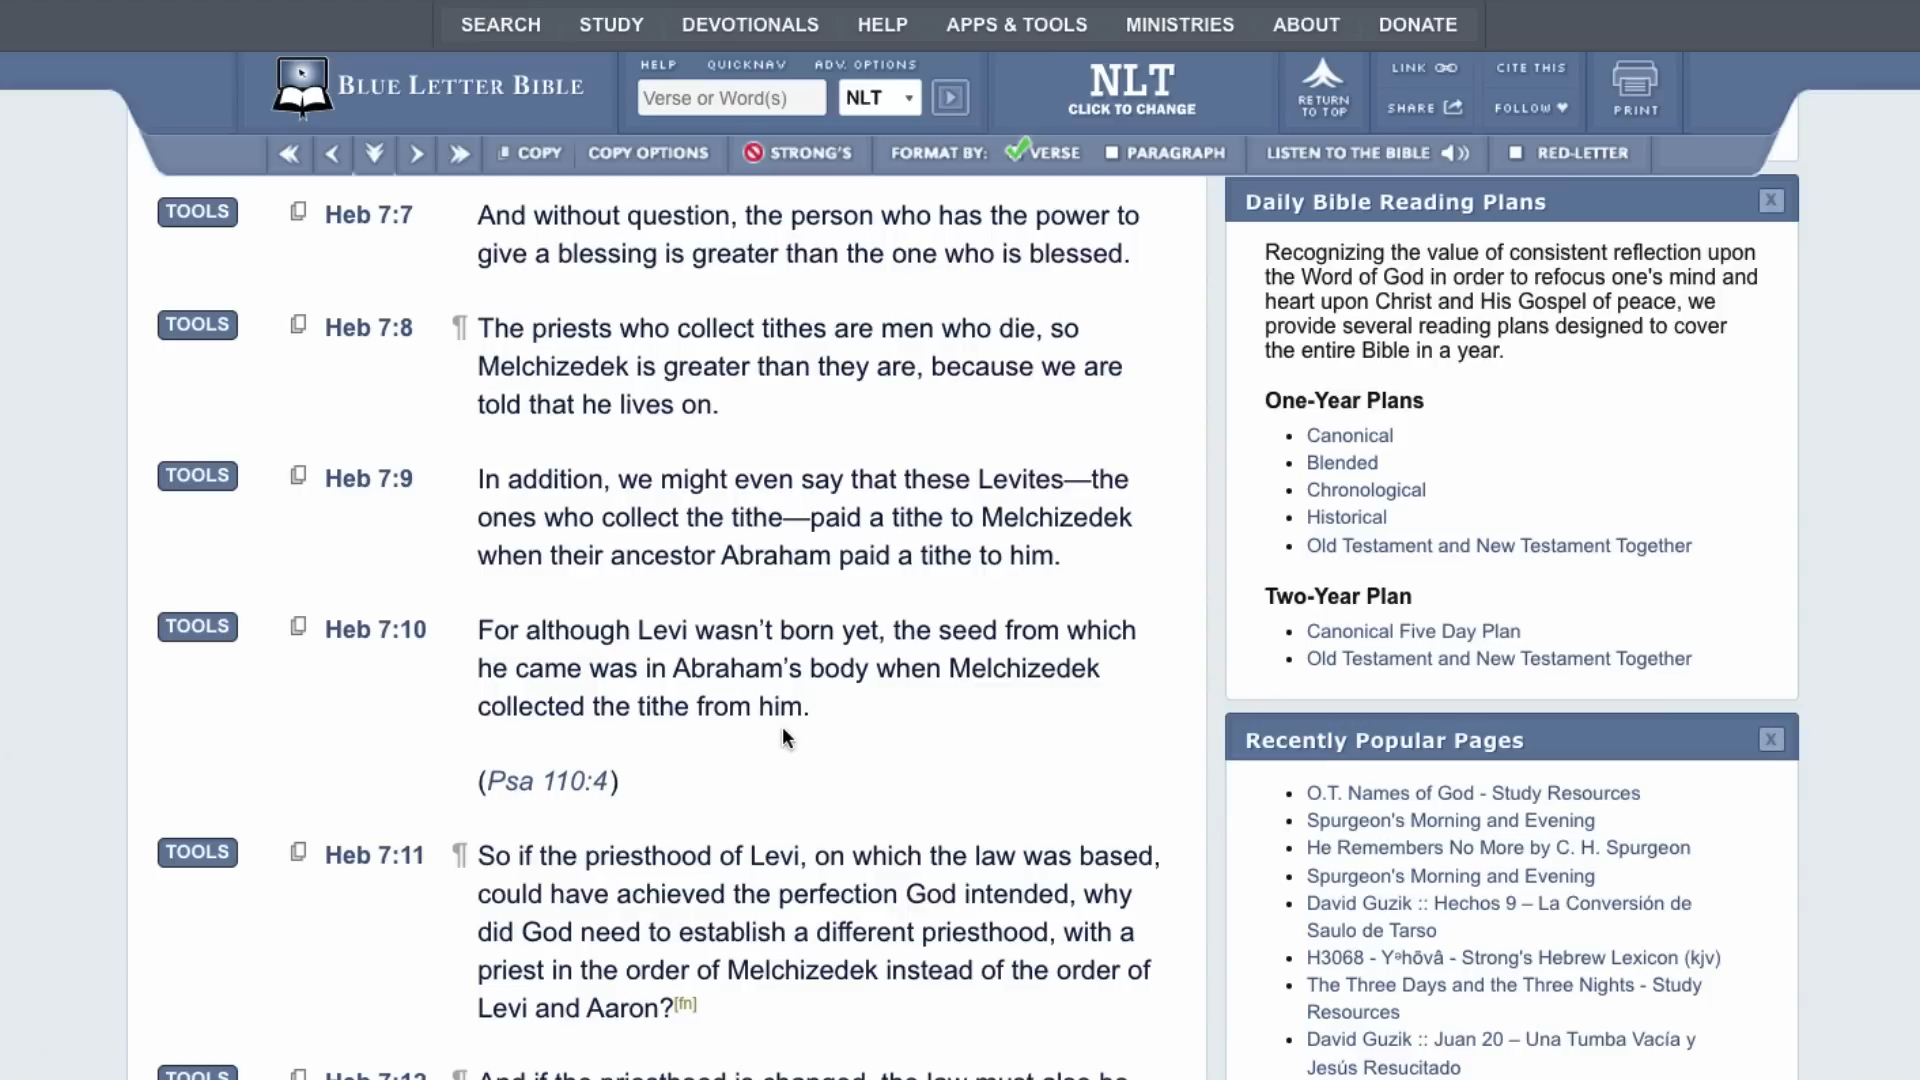 SEARCH STUDY DEVOTIONALS HELP APPS & TOOLS MINISTRIES ABOUT DONATE
BLUE LETTER BIBLE
HELP QUICKNAV ADV. OPTIONS
Verse or Word(s) NLT
NLT
CLICK TO CHANGE
RETURN
TO TOP
LINK CITE THIS
SHARE FOLLOW
PRINT
COPY COPY OPTIONS STRONG'S FORMAT BY: VERSE PARAGRAPH LISTEN TO THE BIBLE RED-LETTER
TOOLS Heb 7:7 And without question, the person who has the power to
give a blessing is greater than the one who is blessed.
TOOLS Heb 7:8 ¶ The priests who collect tithes are men who die, so
Melchizedek is greater than they are, because we are
told that he lives on.
TOOLS Heb 7:9 In addition, we might even say that these Levites—the
ones who collect the tithe—paid a tithe to Melchizedek
when their ancestor Abraham paid a tithe to him.
TOOLS Heb 7:10 For although Levi wasn’t born yet, the seed from which
he came was in Abraham’s body when Melchizedek
collected the tithe from him.
(Psa 110:4)
TOOLS Heb 7:11 ¶ So if the priesthood of Levi, on which the law was based,
could have achieved the perfection God intended, why
did God need to establish a different priesthood, with a
priest in the order of Melchizedek instead of the order of
Levi and Aaron?[fn]
TOOLS Heb 7:12 ¶ And if the priesthood is changed, the law must also be
Daily Bible Reading Plans X
Recognizing the value of consistent reflection upon
the Word of God in order to refocus one's mind and
heart upon Christ and His Gospel of peace, we
provide several reading plans designed to cover
the entire Bible in a year.
One-Year Plans
• Canonical
• Blended
• Chronological
• Historical
• Old Testament and New Testament Together
Two-Year Plan
• Canonical Five Day Plan
• Old Testament and New Testament Together
Recently Popular Pages X
• O.T. Names of God - Study Resources
• Spurgeon's Morning and Evening
• He Remembers No More by C. H. Spurgeon
• Spurgeon's Morning and Evening
• David Guzik :: Hechos 9 – La Conversión de
Saulo de Tarso
• H3068 - Yᵊhōvâ - Strong's Hebrew Lexicon (kjv)
• The Three Days and the Three Nights - Study
Resources
• David Guzik :: Juan 20 – Una Tumba Vacía y
Jesús Resucitado